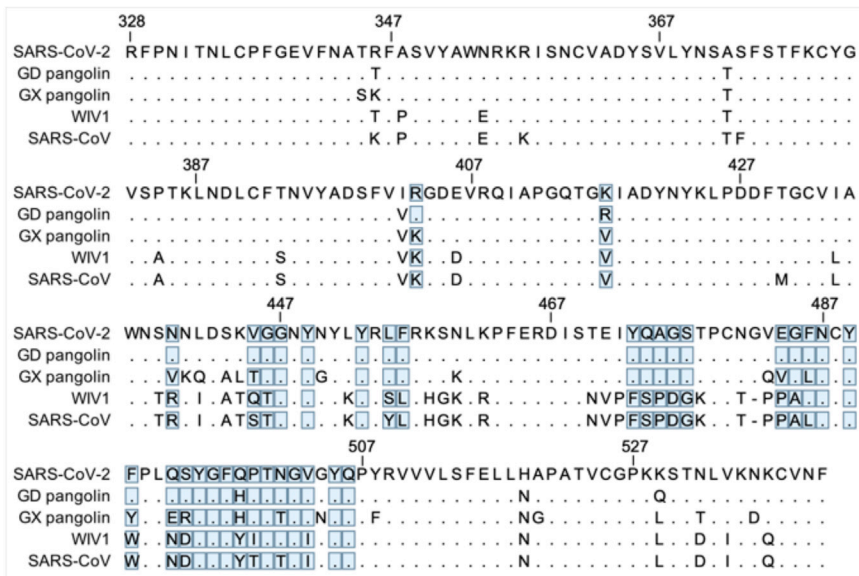 328 347 367
SARS-CoV-2 RFPNITNLCPFGEVFNATRFASVYAWNRKRISNCVADYSVLYNSASFSTFKCYG
GD pangolin ..................T.........................T.........
GX pangolin .................SK.........................T.........
WIV1 ..................T.P.....E.................T.........
SARS-CoV ..................K.P.....E..K..............TF........
387 407 427
SARS-CoV-2 VSPTKLNDLCFTNVYADSFVIRGDEVRQIAPGQTGKIADYNYKLPDDFTGCVIA
GD pangolin ....................V..............R..................
GX pangolin ....................VK.............V..................
WIV1 ..A........S........VK..D..........V................L.
SARS-CoV ..A........S........VK..D..........V............M...L.
447 467 487
SARS-CoV-2 WNSNNLDSKVGGNYNYLYRLFRKSNLKPFERDISTEIYQAGSTPCNGVEGFNCY
GD pangolin ......................................................
GX pangolin ...VKQ.ALT....G.........K......................QV.L...
WIV1 ..TR.I.ATQT.....K..SL.HGK.R.......NVPFSPDGK..T-PPAL...
SARS-CoV ..TR.I.ATST.....K..YL.HGK.R.......NVPFSPDGK..T-PPAL...
507 527
SARS-CoV-2 FPLQSYGFQPTNGVGYQPYRVVVLSFELLHAPATVCGPKKSTNLVKNKCVNF
GD pangolin ........H....................N.........Q............
GX pangolin Y..ER...H..T..N...F..........NG........L..T...D.....
WIV1 W..ND...YI...I...............N.........L..D.I..Q....
SARS-CoV W..ND...YT.T.I...............N.........L..D.I..Q....